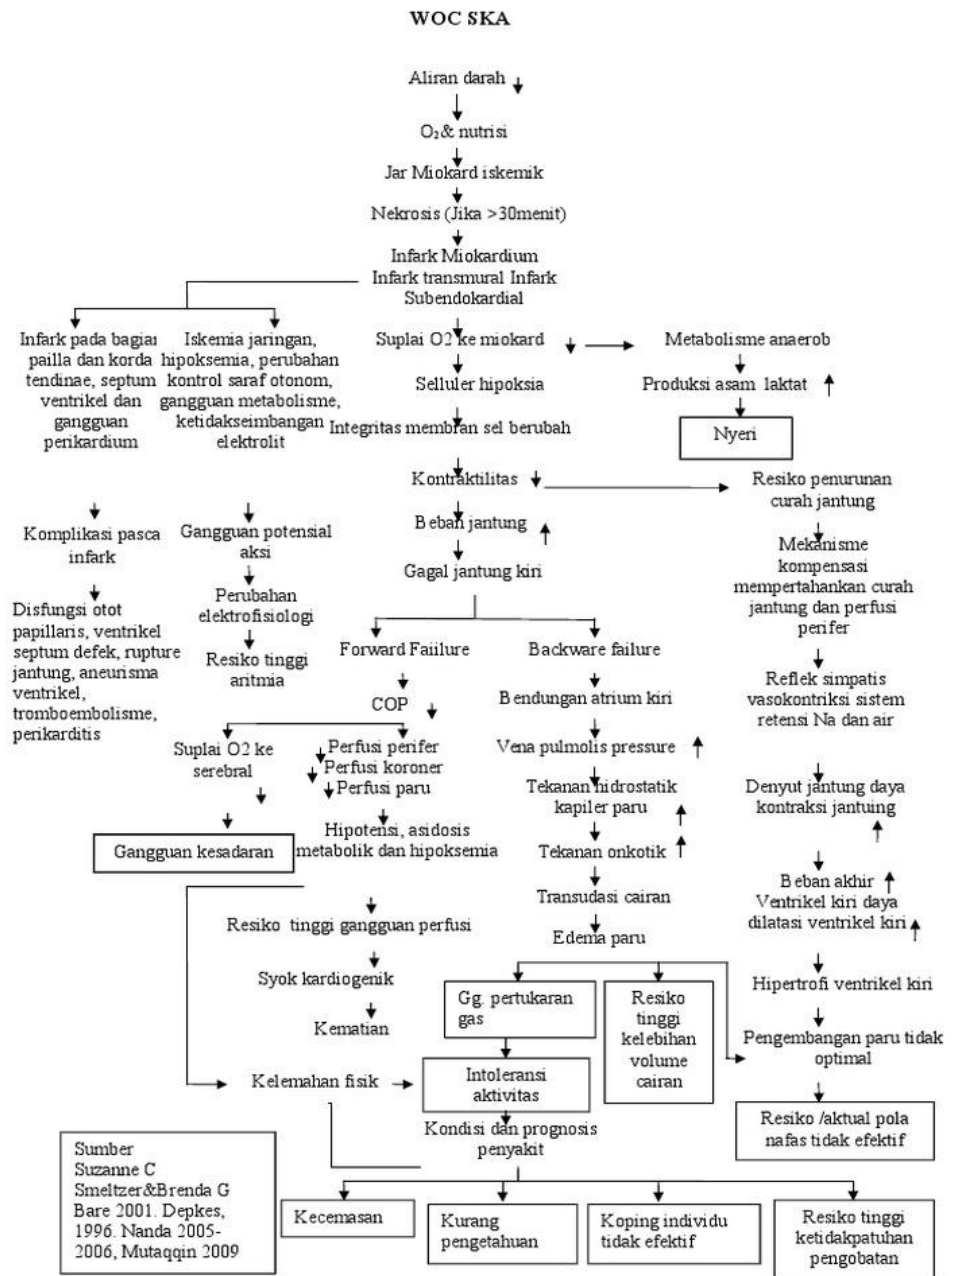 WOC SKA
Aliran darah
O₂& nutrisi
Jar Miokard iskemik
Nekrosis (Jika >30menit)
Infark Miokardium
Infark transmural Infark
Subendokardial
Infark pada bagian
pailla dan korda
tendinae, septum
ventrikel dan
gangguan
perikardium
Iskemia jaringan,
hipoksemia, perubahan
kontrol saraf otonom,
gangguan metabolisme,
ketidakseimbangan
elektrolit
Suplai O2 ke miokard
Metabolisme anaerob
Selluler hipoksia
Produksi asam laktat
Integritas membran sel berubah
Nyeri
Kontraktilitas
Resiko penurunan
curah jantung
Beban jantung
Gagal jantung kiri
Komplikasi pasca
infark
Gangguan potensial
aksi
Mekanisme
kompensasi
mempertahankan curah
jantung dan perfusi
perifer
Disfungsi otot
papillaris, ventrikel
septum defek, rupture
jantung, aneurisma
ventrikel,
tromboembolisme,
perikarditis
Perubahan
elektrofisiologi
Resiko tinggi
aritmia
Forward Faiilure
Backware failure
COP
Bendungan atrium kiri
Reflek simpatis
vasokontriksi sistem
retensi Na dan air
Suplai O2 ke
serebral
Perfusi perifer
Perfusi koroner
Perfusi paru
Vena pulmolis pressure
Tekanan hidrostatik
kapiler paru
Denyut jantung daya
kontraksi jantuing
Gangguan kesadaran
Hipotensi, asidosis
metabolik dan hipoksemia
Tekanan onkotik
Transudasi cairan
Beban akhir
Ventrikel kiri daya
dilatasi ventrikel kiri
Resiko tinggi gangguan perfusi
Edema paru
Syok kardiogenik
Kematian
Gg. pertukaran
gas
Resiko
tinggi
kelebihan
volume
cairan
Hipertrofi ventrikel kiri
Pengembangan paru tidak
optimal
Kelemahan fisik
Intoleransi
aktivitas
Resiko /aktual pola
nafas tidak efektif
Kondisi dan prognosis
penyakit
Sumber
Suzanne C
Smeltzer&Brenda G
Bare 2001. Depkes,
1996. Nanda 2005-
2006, Mutaqqin 2009
Kecemasan
Kurang
pengetahuan
Koping individu
tidak efektif
Resiko tinggi
ketidakpatuhan
pengobatan